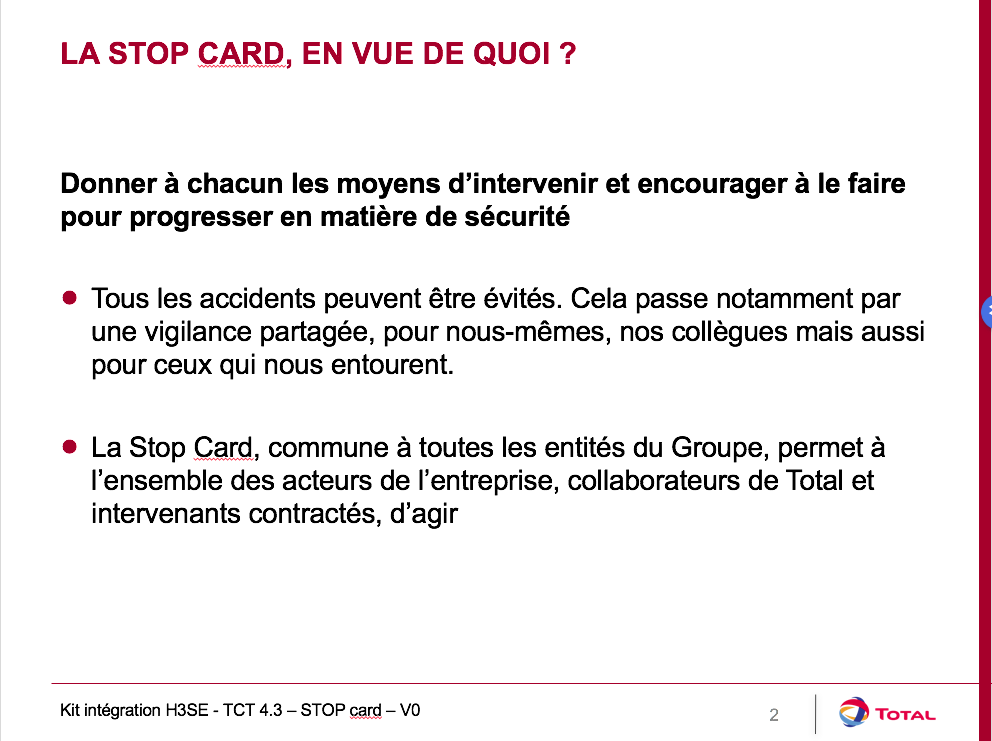 LA STOP CARD, EN VUE DE QUOI ?
Donner à chacun les moyens d’intervenir et encourager à le faire
pour progresser en matière de sécurité
Tous les accidents peuvent être évités. Cela passe notamment par
une vigilance partagée, pour nous-mêmes, nos collègues mais aussi
pour ceux qui nous entourent.
La Stop Card, commune à toutes les entités du Groupe, permet à
l’ensemble des acteurs de l’entreprise, collaborateurs de Total et
intervenants contractés, d’agir
Kit intégration H3SE - TCT 4.3 – STOP card – V0
2
TOTAL